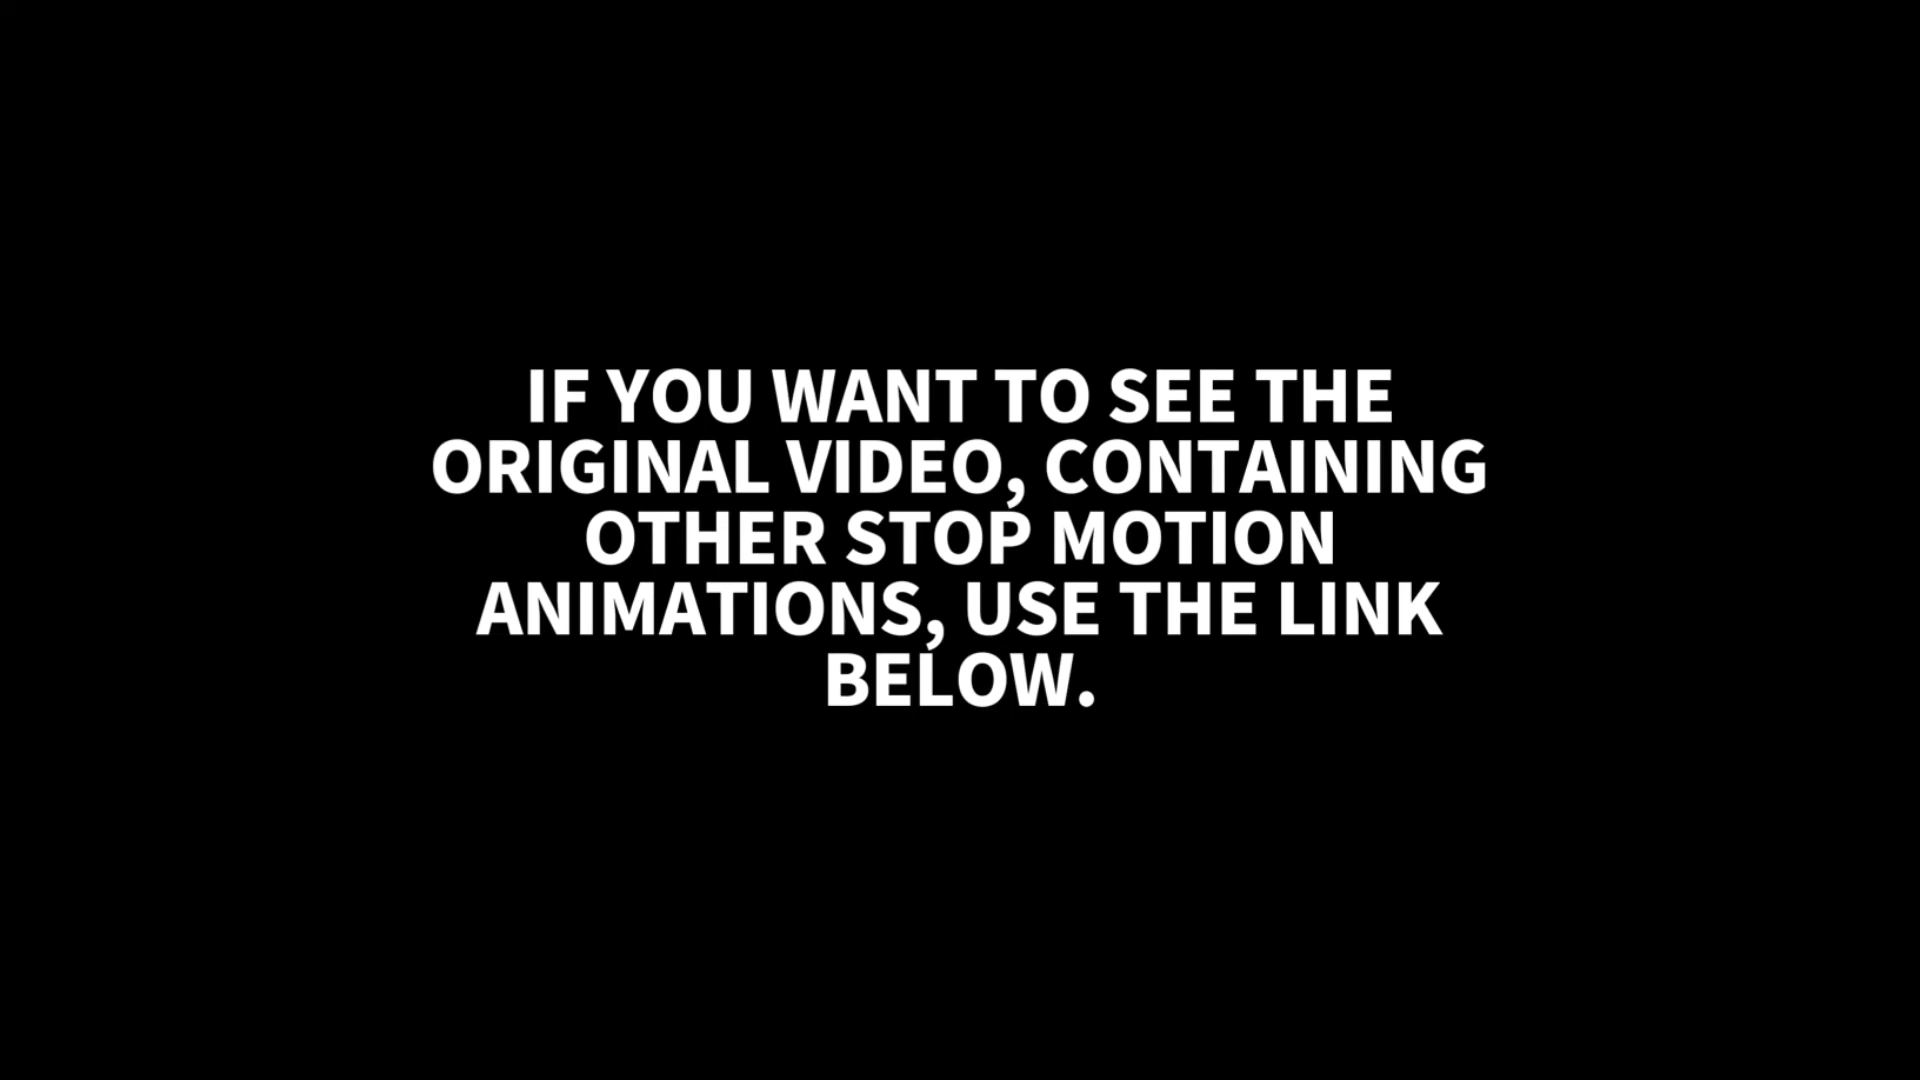 IF YOU WANT TO SEE THE
ORIGINAL VIDEO, CONTAINING
OTHER STOP MOTION
ANIMATIONS, USE THE LINK
BELOW.